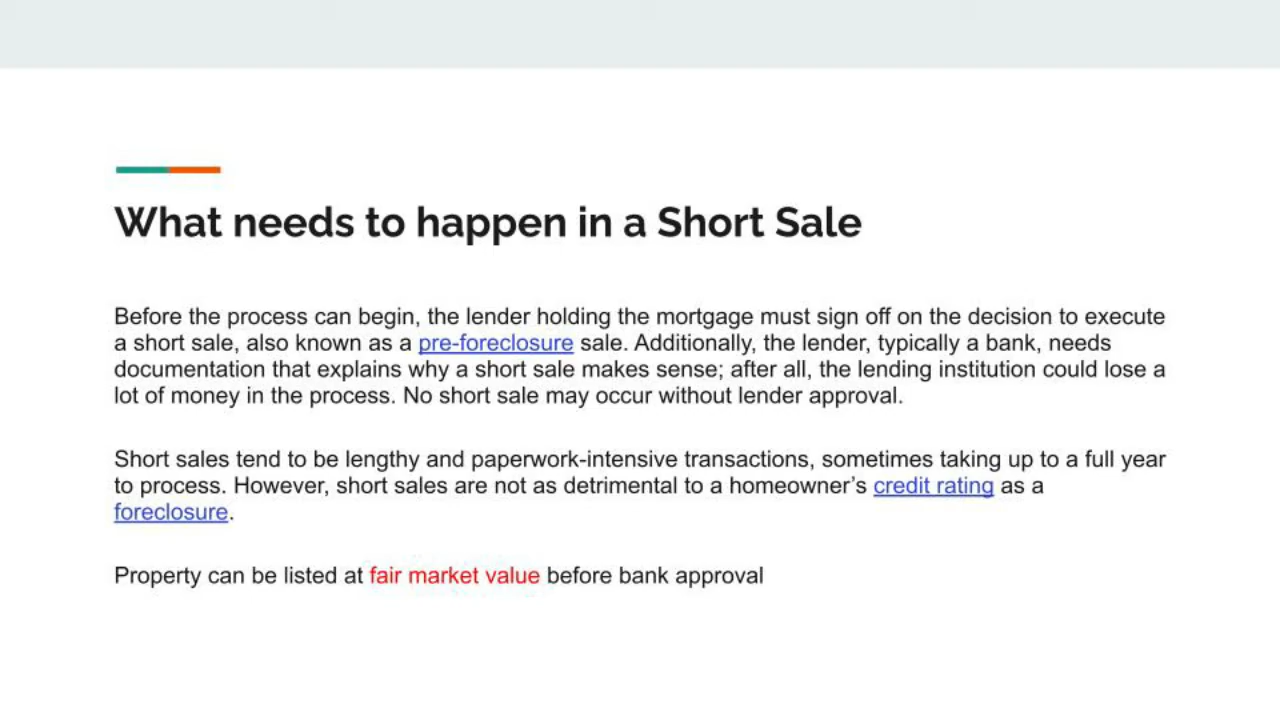 What needs to happen in a Short Sale
Before the process can begin, the lender holding the mortgage must sign off on the decision to execute
a short sale, also known as a pre-foreclosure sale. Additionally, the lender, typically a bank, needs
documentation that explains why a short sale makes sense; after all, the lending institution could lose a
lot of money in the process. No short sale may occur without lender approval.
Short sales tend to be lengthy and paperwork-intensive transactions, sometimes taking up to a full year
to process. However, short sales are not as detrimental to a homeowner’s credit rating as a
foreclosure.
Property can be listed at fair market value before bank approval